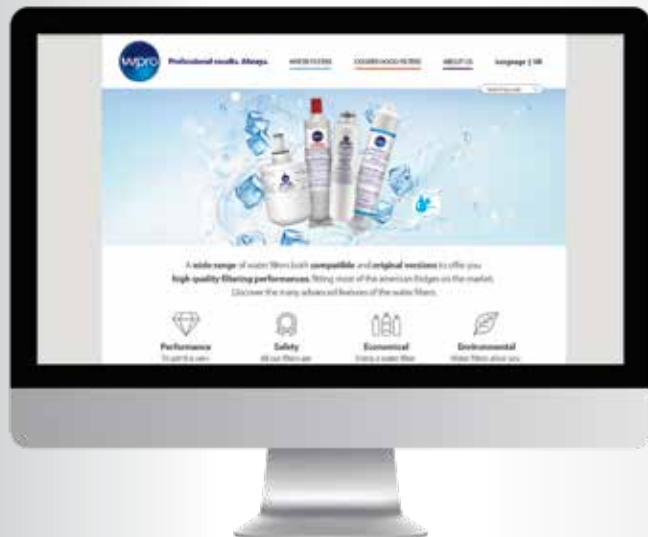 wpro
Professional results. Always.
WATER FILTERS
COOKER HOOD FILTERS
ABOUT US
Language | UK
A wide range of water filters both compatible and original versions to offer you
high quality filtering performances, fitting most of the american fridges on the market.
Discover the many advanced features of the water filters.
Performance
Safety
Economical
Environmental
All our filters are
Water filters allow you